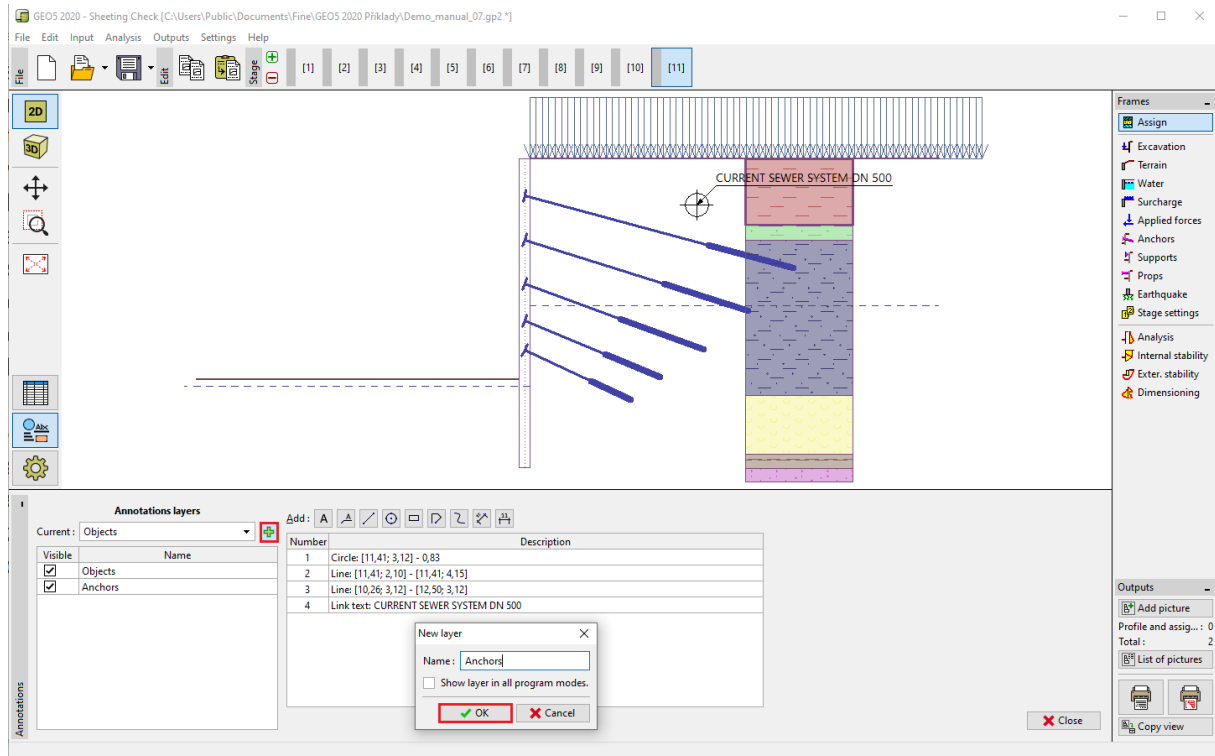 GEO5 2020 - Sheeting Check [C:\Users\Public\Documents\Fine\GEO5 2020 Příklady\Demo_manual_07.gp2 *]
File Edit Input Analysis Outputs Settings Help
File
Edit
Stage
[1] [2] [3] [4] [5] [6] [7] [8] [9] [10] [11]
2D
3D
Abc
CURRENT SEWER SYSTEM DN 500
Frames
Assign
Excavation
Terrain
Water
Surcharge
Applied forces
Anchors
Supports
Props
Earthquake
Stage settings
Analysis
Internal stability
Exter. stability
Dimensioning
Annotations
Annotations layers
Current : Objects
Visible Name
Objects
Anchors
Add : A A
Number Description
1 Circle: [11,41; 3,12] - 0,83
2 Line: [11,41; 2,10] - [11,41; 4,15]
3 Line: [10,26; 3,12] - [12,50; 3,12]
4 Link text: CURRENT SEWER SYSTEM DN 500
New layer
Name : Anchors
Show layer in all program modes.
OK Cancel
Close
Outputs
Add picture
Profile and assig... : 0
Total : 2
List of pictures
Copy view